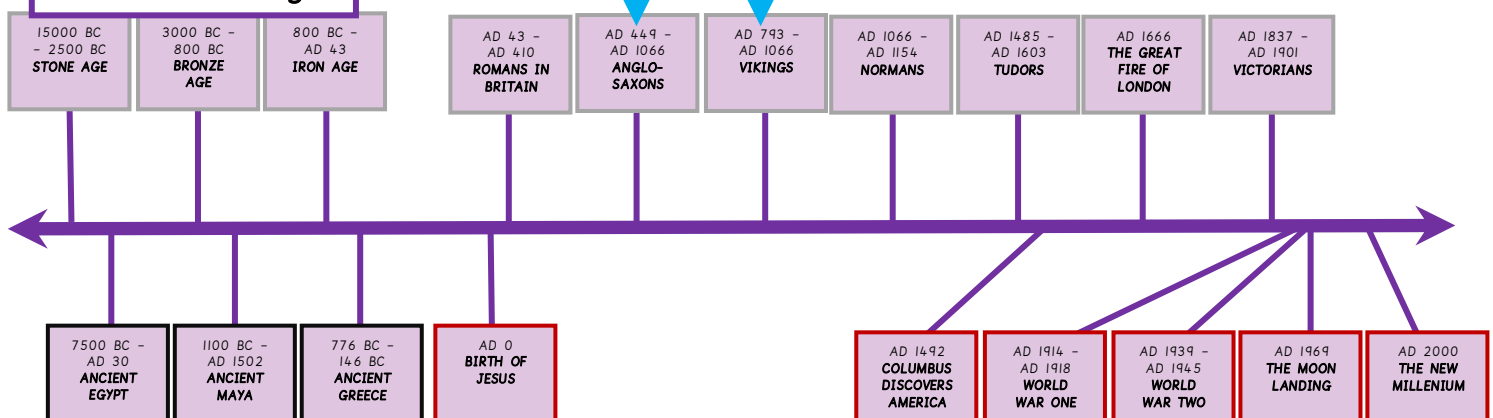 15000 BC
– 2500 BC
STONE AGE
3000 BC –
800 BC
BRONZE
AGE
800 BC –
AD 43
IRON AGE
AD 43 –
AD 410
ROMANS IN
BRITAIN
AD 449 –
AD 1066
ANGLO-
SAXONS
AD 793 –
AD 1066
VIKINGS
AD 1066 –
AD 1154
NORMANS
AD 1485 –
AD 1603
TUDORS
AD 1666
THE GREAT
FIRE OF
LONDON
AD 1837 –
AD 1901
VICTORIANS
7500 BC –
AD 30
ANCIENT
EGYPT
1100 BC –
AD 1502
ANCIENT
MAYA
776 BC –
146 BC
ANCIENT
GREECE
AD 0
BIRTH OF
JESUS
AD 1492
COLUMBUS
DISCOVERS
AMERICA
AD 1914 –
AD 1918
WORLD
WAR ONE
AD 1939 –
AD 1945
WORLD
WAR TWO
AD 1969
THE MOON
LANDING
AD 2000
THE NEW
MILLENIUM